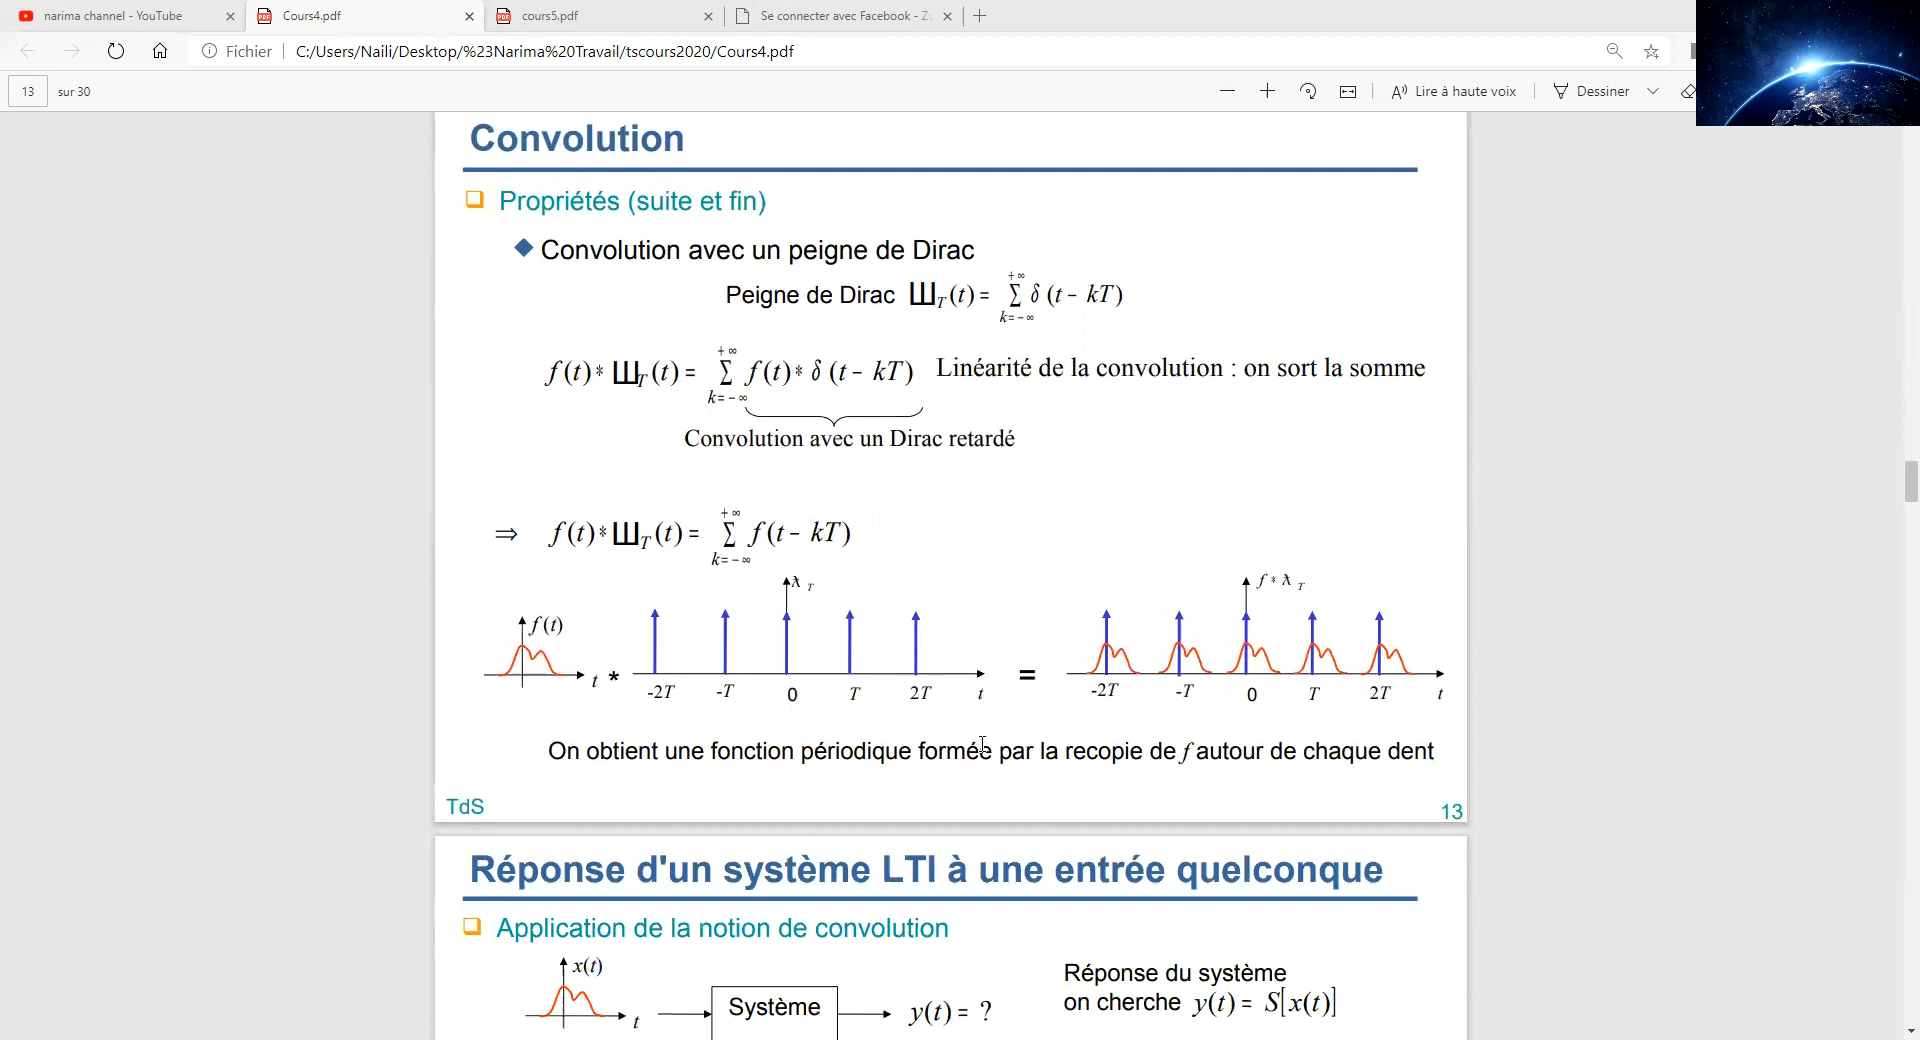 narima channel - YouTube
Cours4.pdf
cours5.pdf
Se connecter avec Facebook - Zo
Fichier
C:/Users/Naili/Desktop/%23Narima%20Travail/tscours2020/Cours4.pdf
13 sur 30
Lire à haute voix
Dessiner
Convolution
Propriétés (suite et fin)
Convolution avec un peigne de Dirac
Peigne de Dirac Ш_T (t) = ∑_{k=-∞}^{+∞} δ (t - kT)
f (t) * Ш_T (t) = ∑_{k=-∞}^{+∞} f (t) * δ (t - kT) Linéarité de la convolution : on sort la somme
Convolution avec un Dirac retardé
⇒ f (t) * Ш_T (t) = ∑_{k=-∞}^{+∞} f (t - kT)
f (t)
t
*
λ T
-2T -T 0 T 2T t
=
f * λ T
-2T -T 0 T 2T t
On obtient une fonction périodique formée par la recopie de f autour de chaque dent
TdS
13
Réponse d'un système LTI à une entrée quelconque
Application de la notion de convolution
x(t)
t
Système
y(t) = ?
Réponse du système
on cherche y(t) = S[x(t)]